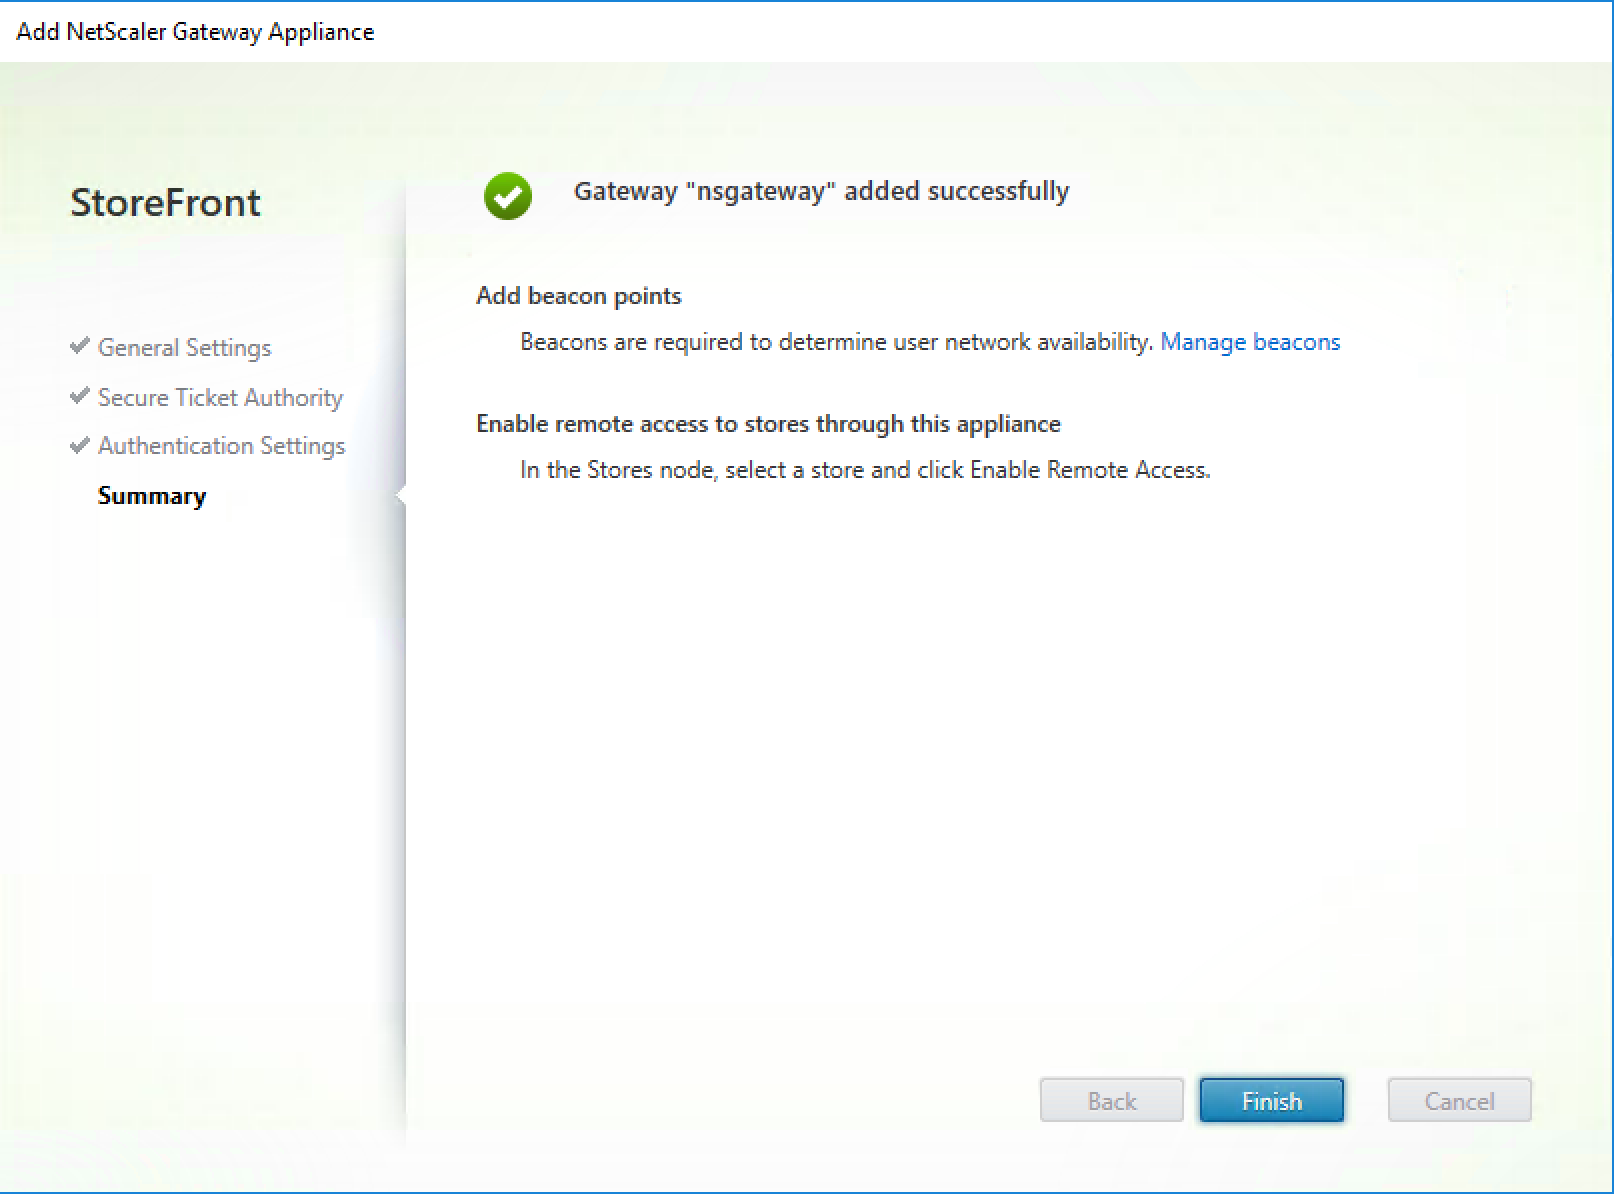 Add NetScaler Gateway Appliance
StoreFront
General Settings
Secure Ticket Authority
Authentication Settings
Summary
Gateway "nsgateway" added successfully
Add beacon points
Beacons are required to determine user network availability. Manage beacons
Enable remote access to stores through this appliance
In the Stores node, select a store and click Enable Remote Access.
Back
Finish
Cancel